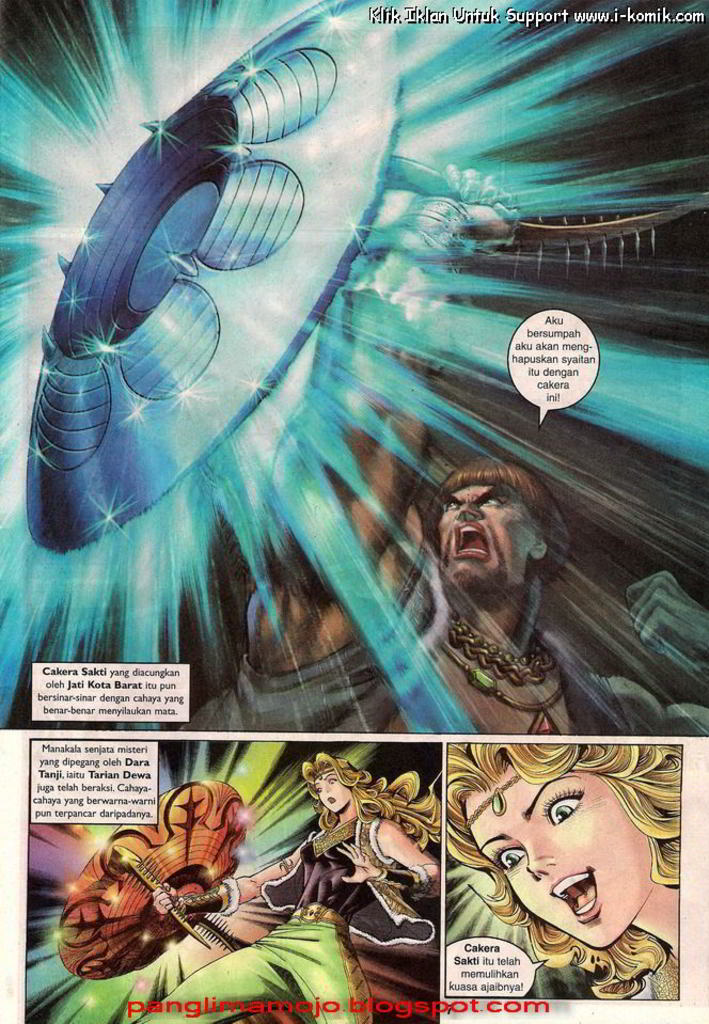 Klik Iklan Untuk Support www.i-komik.com
Aku
bersumpah
aku akan meng-
hapuskan syaitan
itu dengan
cakera
ini!
Cakera Sakti yang diacungkan
oleh Jati Kota Barat itu pun
bersinar-sinar dengan cahaya yang
benar-benar menyilaukan mata.
Manakala senjata misteri
yang dipegang oleh Dara
Tanji, iaitu Tarian Dewa
juga telah beraksi. Cahaya-
cahaya yang berwarna-warni
pun terpancar daripadanya.
Cakera
Sakti itu telah
memulihkan
kuasa ajaibnya!
panglimamojo.blogspot.com